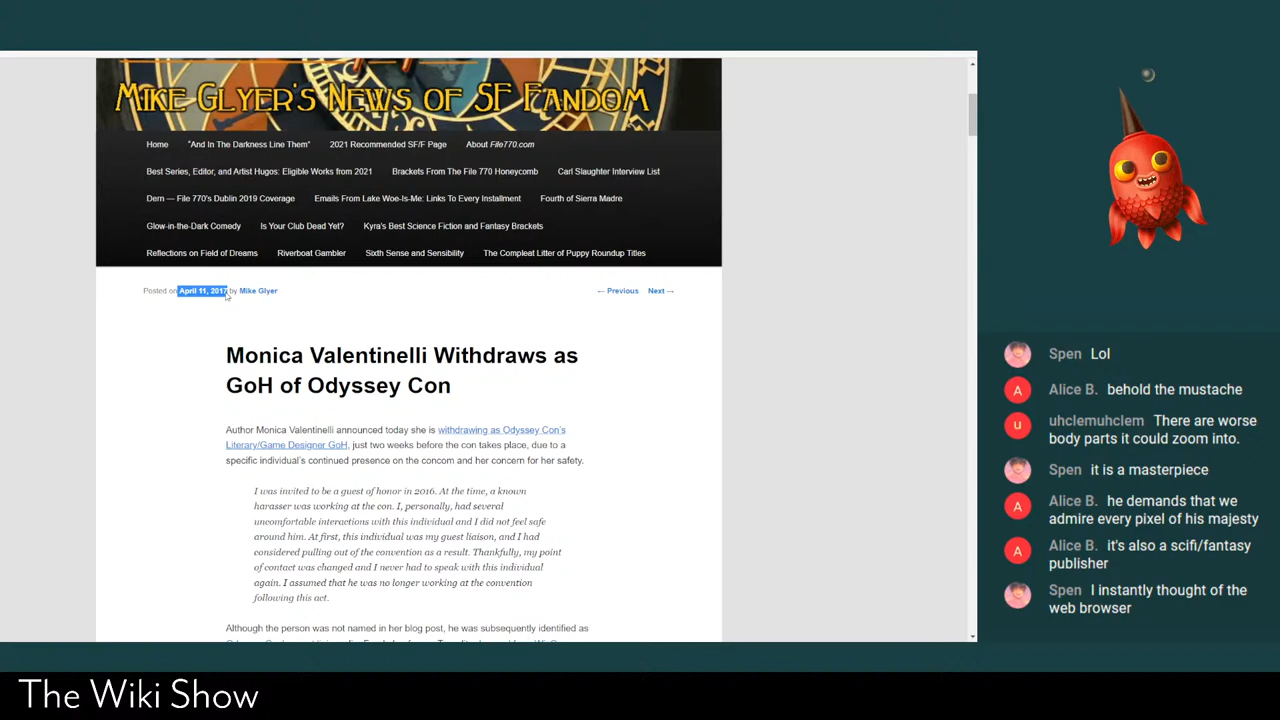 MIKE GLYER'S NEWS OF SF FANDOM
Home "And In The Darkness Line Them" 2021 Recommended SF/F Page About File770.com
Best Series, Editor, and Artist Hugos: Eligible Works from 2021 Brackets From The File 770 Honeycomb Carl Slaughter Interview List
Dern — File 770's Dublin 2019 Coverage Emails From Lake Woe-Is-Me: Links To Every Installment Fourth of Sierra Madre
Glow-in-the-Dark Comedy Is Your Club Dead Yet? Kyra's Best Science Fiction and Fantasy Brackets
Reflections on Field of Dreams Riverboat Gambler Sixth Sense and Sensibility The Compleat Litter of Puppy Roundup Titles
Posted on April 11, 2017 by Mike Glyer ← Previous Next →
Monica Valentinelli Withdraws as
GoH of Odyssey Con
Author Monica Valentinelli announced today she is withdrawing as Odyssey Con's
Literary/Game Designer GoH, just two weeks before the con takes place, due to a
specific individual's continued presence on the concom and her concern for her safety.
I was invited to be a guest of honor in 2016. At the time, a known
harasser was working at the con. I, personally, had several
uncomfortable interactions with this individual and I did not feel safe
around him. At first, this individual was my guest liaison, and I had
considered pulling out of the convention as a result. Thankfully, my point
of contact was changed and I never had to speak with this individual
again. I assumed that he was no longer working at the convention
following this act.
Although the person was not named in her blog post, he was subsequently identified as
Spen Lol
A Alice B. behold the mustache
u uhclemuhclem There are worse
body parts it could zoom into.
Spen it is a masterpiece
A Alice B. he demands that we
admire every pixel of his majesty
A Alice B. it's also a scifi/fantasy
publisher
Spen I instantly thought of the
web browser
The Wiki Show